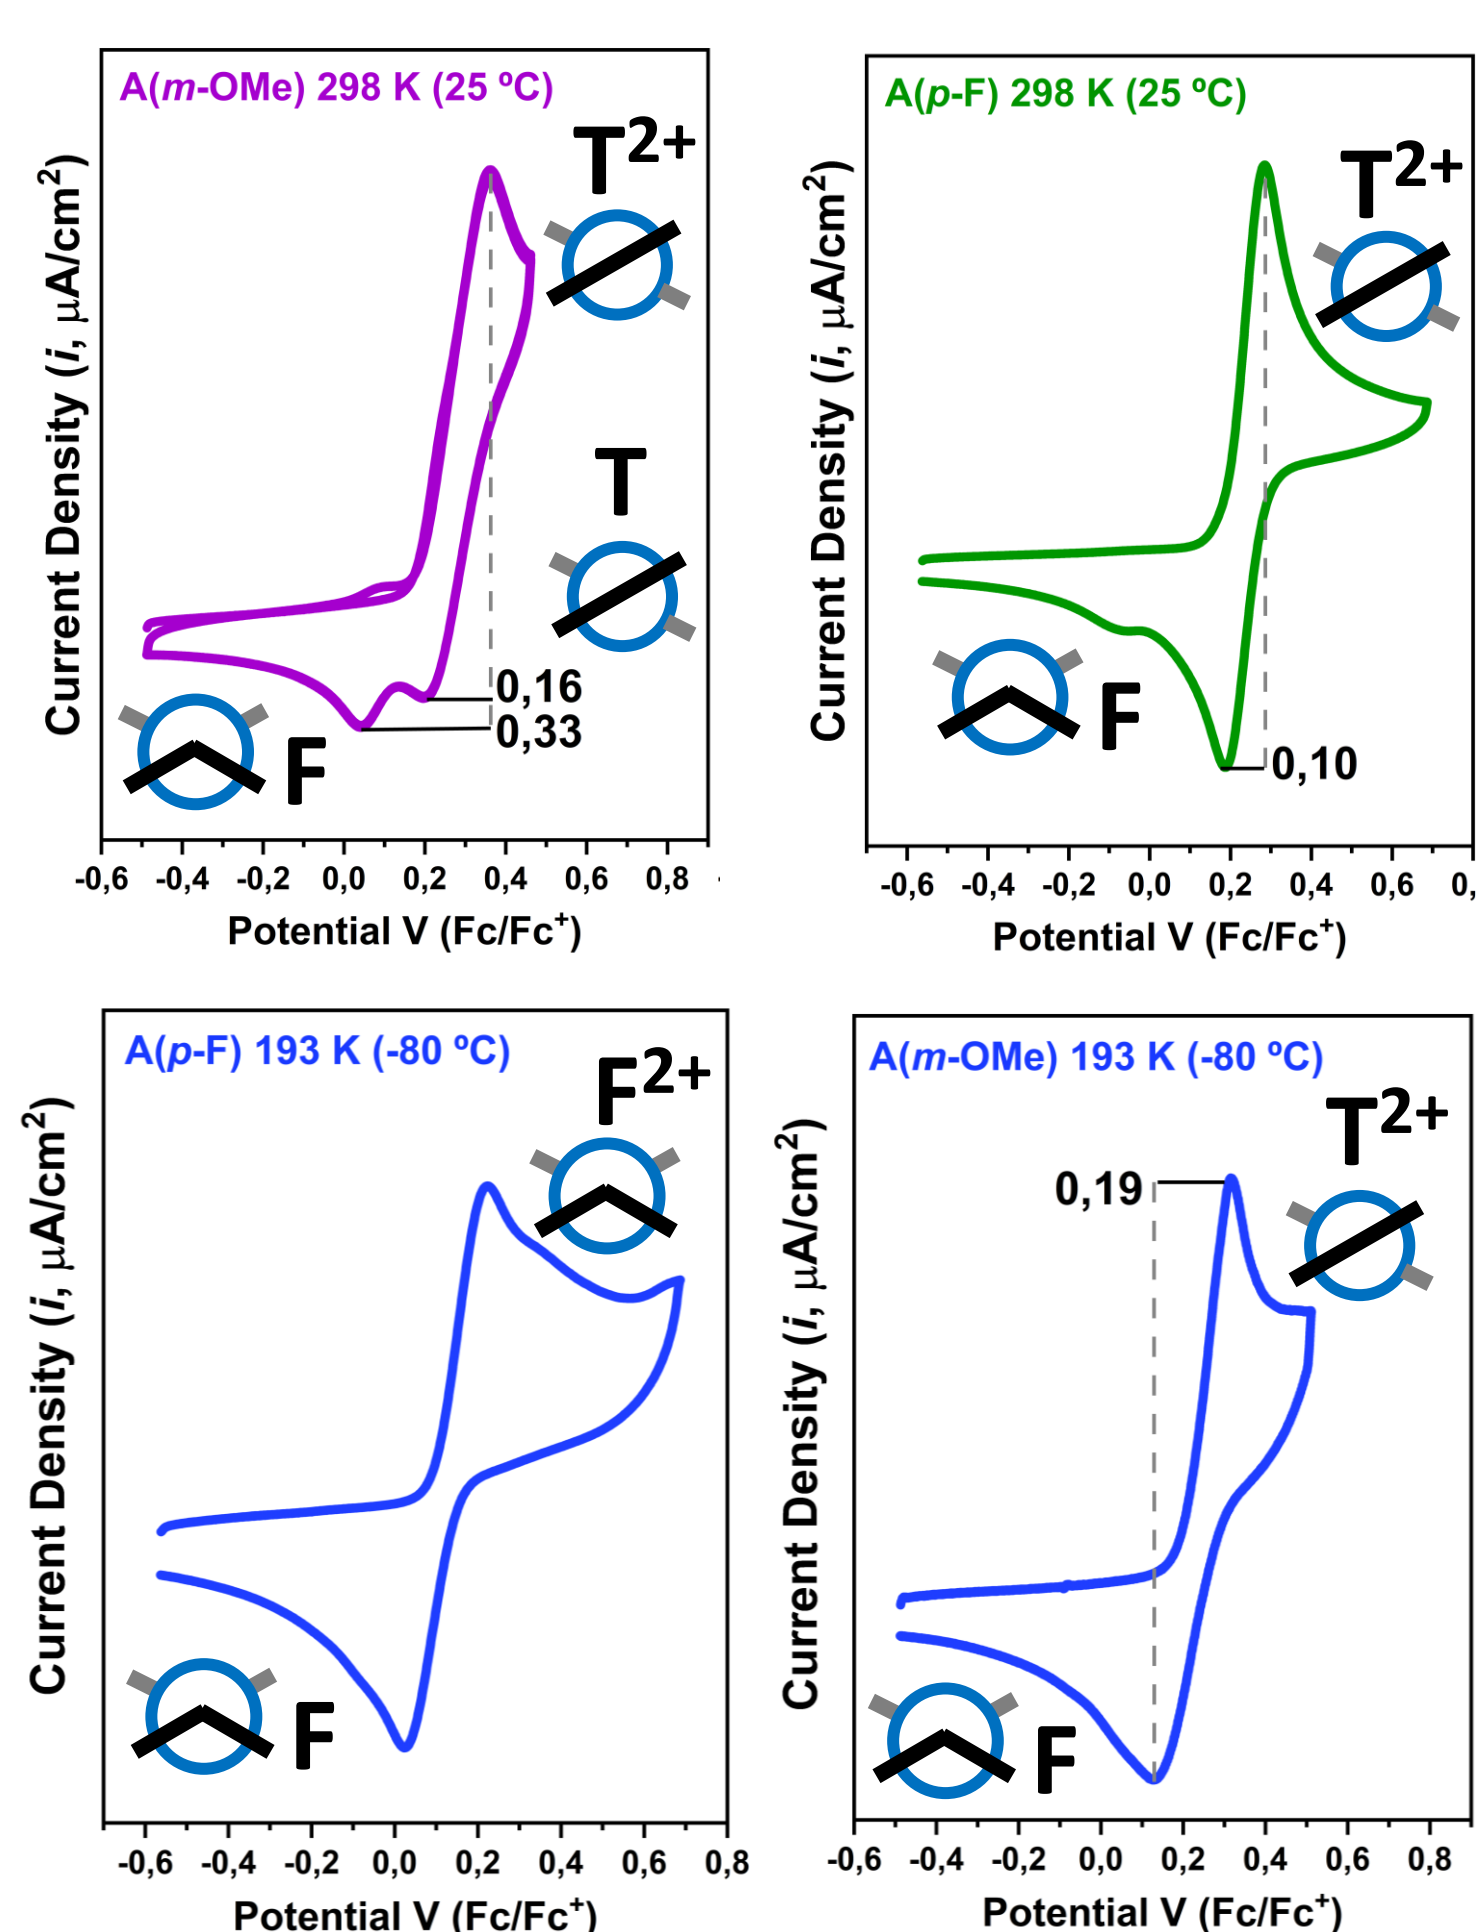 A(m-OMe) 298 K (25 ºC)
T2+
T
0,16
0,33
F
Current Density (i, μA/cm2)
-0,6 -0,4 -0,2 0,0 0,2 0,4 0,6 0,8
Potential V (Fc/Fc+)
A(p-F) 298 K (25 ºC)
T2+
F
0,10
Current Density (i, μA/cm2)
-0,6 -0,4 -0,2 0,0 0,2 0,4 0,6 0,
Potential V (Fc/Fc+)
A(p-F) 193 K (-80 ºC)
F2+
F
Current Density (i, μA/cm2)
-0,6 -0,4 -0,2 0,0 0,2 0,4 0,6 0,8
Potential V (Fc/Fc+)
A(m-OMe) 193 K (-80 ºC)
T2+
0,19
F
Current Density (i, μA/cm2)
-0,6 -0,4 -0,2 0,0 0,2 0,4 0,6 0,8
Potential V (Fc/Fc+)